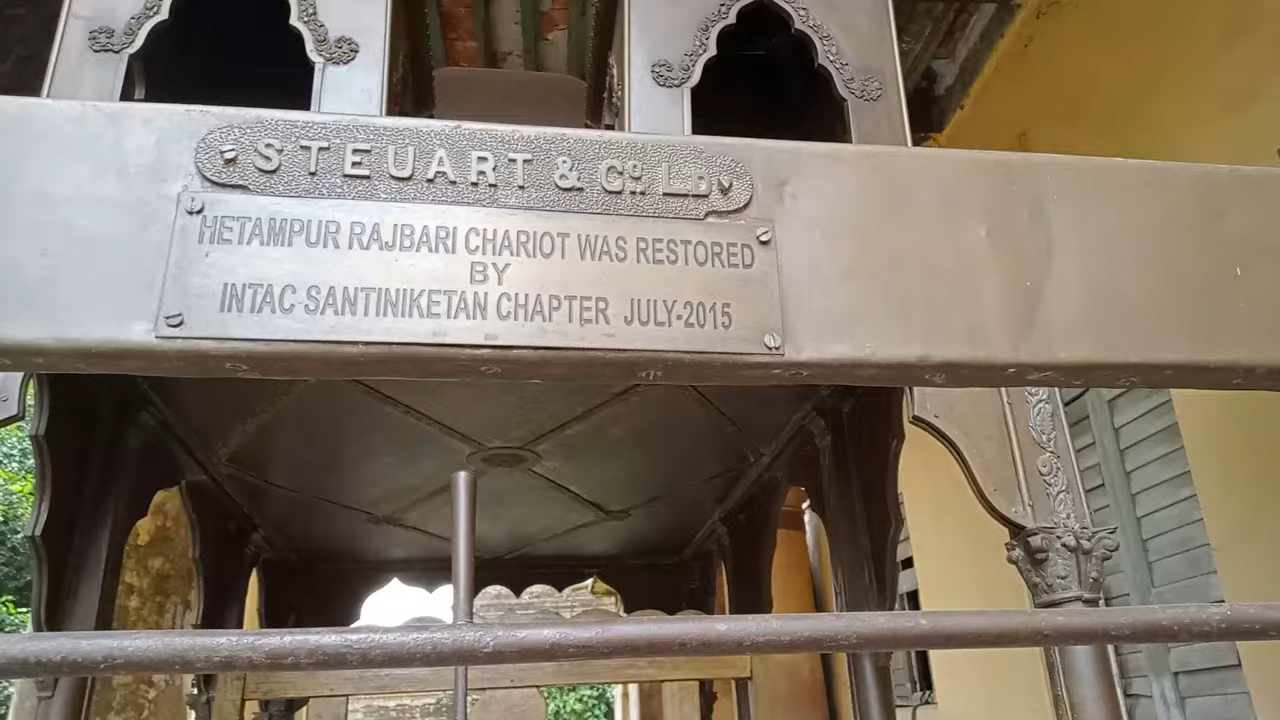 STEUART & Co. LD.
HETAMPUR RAJBARI CHARIOT WAS RESTORED
BY
INTAC SANTINIKETAN CHAPTER JULY-2015